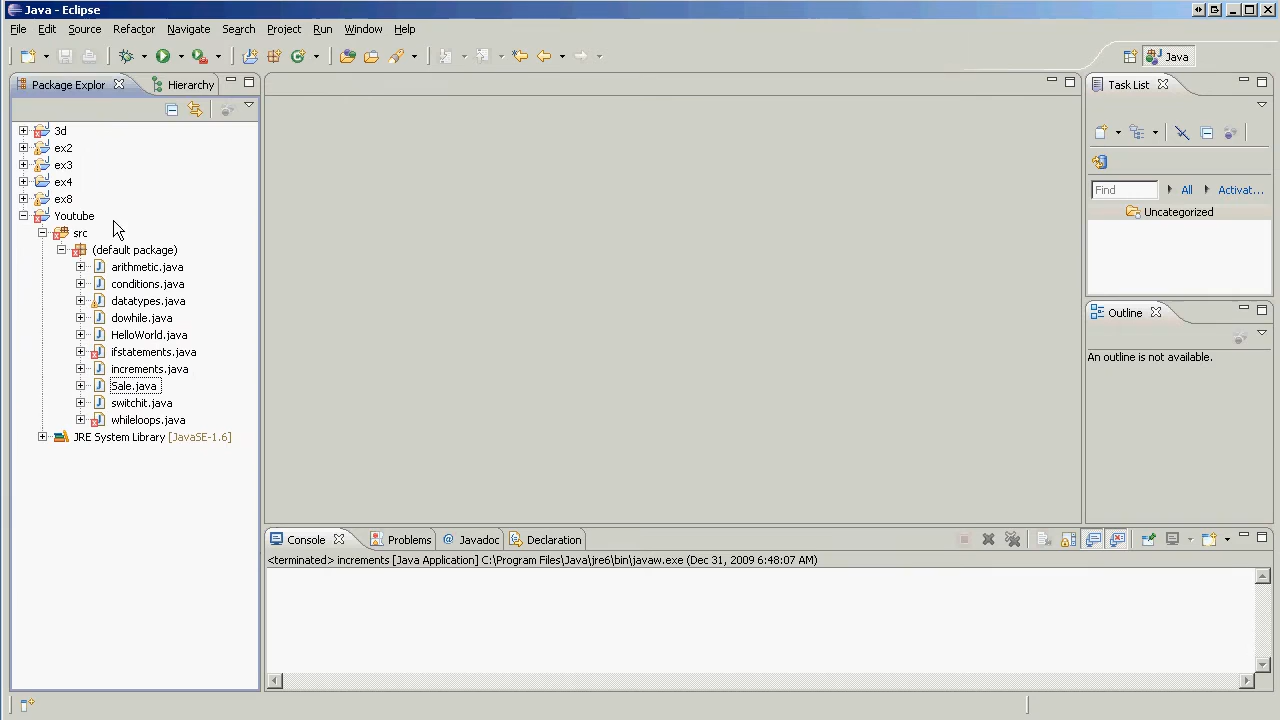 Java - Eclipse
File Edit Source Refactor Navigate Search Project Run Window Help
Java
Package Explor Hierarchy
Task List
3d
ex2
ex3
ex4
ex8
Youtube
src
(default package)
arithmetic.java
conditions.java
datatypes.java
dowhile.java
HelloWorld.java
ifstatements.java
increments.java
Sale.java
switchit.java
whileloops.java
JRE System Library [JavaSE-1.6]
Find All Activat...
Uncategorized
Outline
An outline is not available.
Console Problems @ Javadoc Declaration
<terminated> increments [Java Application] C:\Program Files\Java\jre6\bin\javaw.exe (Dec 31, 2009 6:48:07 AM)